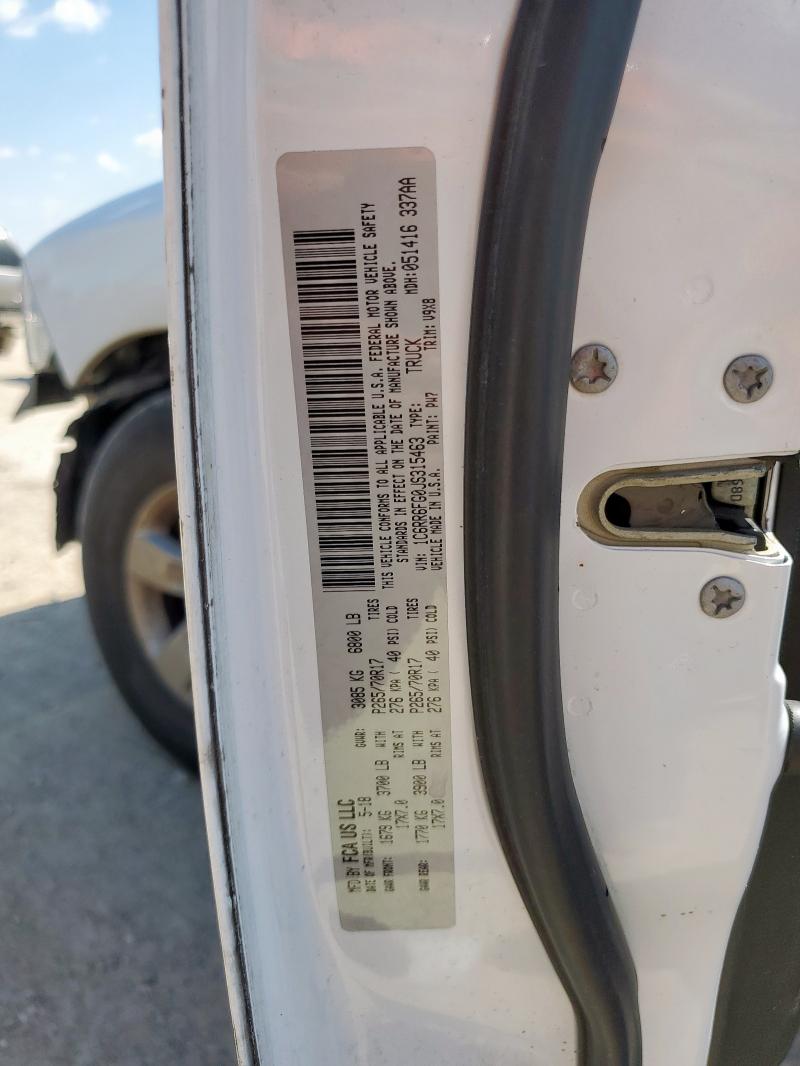 MFD BY FCA US LLC
DATE OF MFR(BUILT): 5-18 GVWR: 3085 KG 6800 LB
GAWR FRONT: 1679 KG 3700 LB WITH P265/70R17 TIRES
17X7.0 RIMS AT 276 KPA ( 40 PSI) COLD
GAWR REAR: 1770 KG 3900 LB WITH P265/70R17 TIRES
17X7.0 RIMS AT 276 KPA ( 40 PSI) COLD
THIS VEHICLE CONFORMS TO ALL APPLICABLE U.S.A. FEDERAL MOTOR VEHICLE SAFETY
STANDARDS IN EFFECT ON THE DATE OF MANUFACTURE SHOWN ABOVE.
VIN: 1C6RR6FG0JS315463 TYPE: TRUCK MDH:051416 337AA
VEHICLE MADE IN U.S.A. PAINT: PW7 TRIM: V9X8